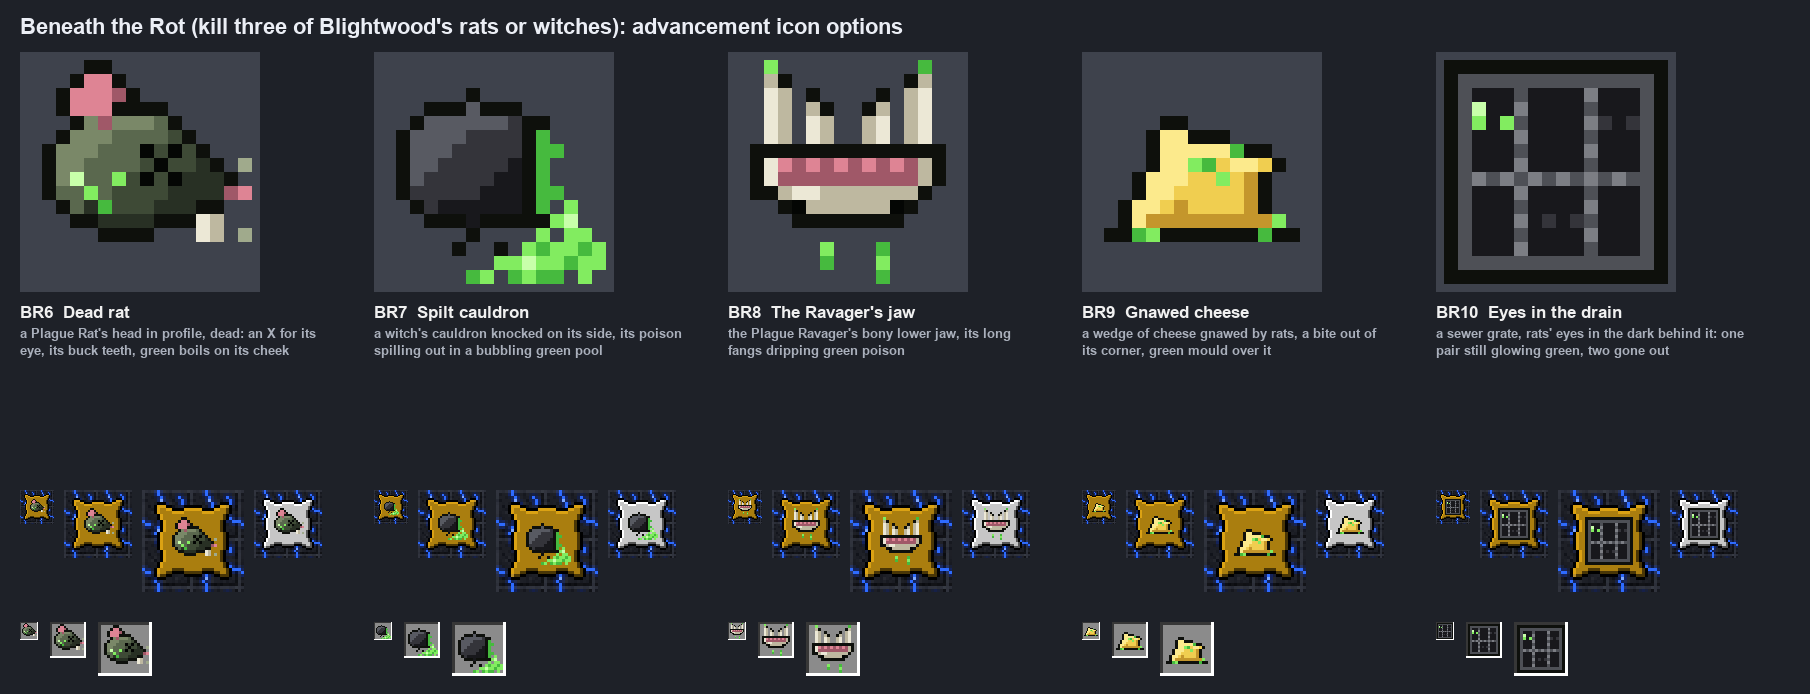 Beneath the Rot (kill three of Blightwood's rats or witches): advancement icon options
BR6 Dead rat
a Plague Rat's head in profile, dead: an X for its
eye, its buck teeth, green boils on its cheek
BR7 Spilt cauldron
a witch's cauldron knocked on its side, its poison
spilling out in a bubbling green pool
BR8 The Ravager's jaw
the Plague Ravager's bony lower jaw, its long
fangs dripping green poison
BR9 Gnawed cheese
a wedge of cheese gnawed by rats, a bite out of
its corner, green mould over it
BR10 Eyes in the drain
a sewer grate, rats' eyes in the dark behind it: one
pair still glowing green, two gone out